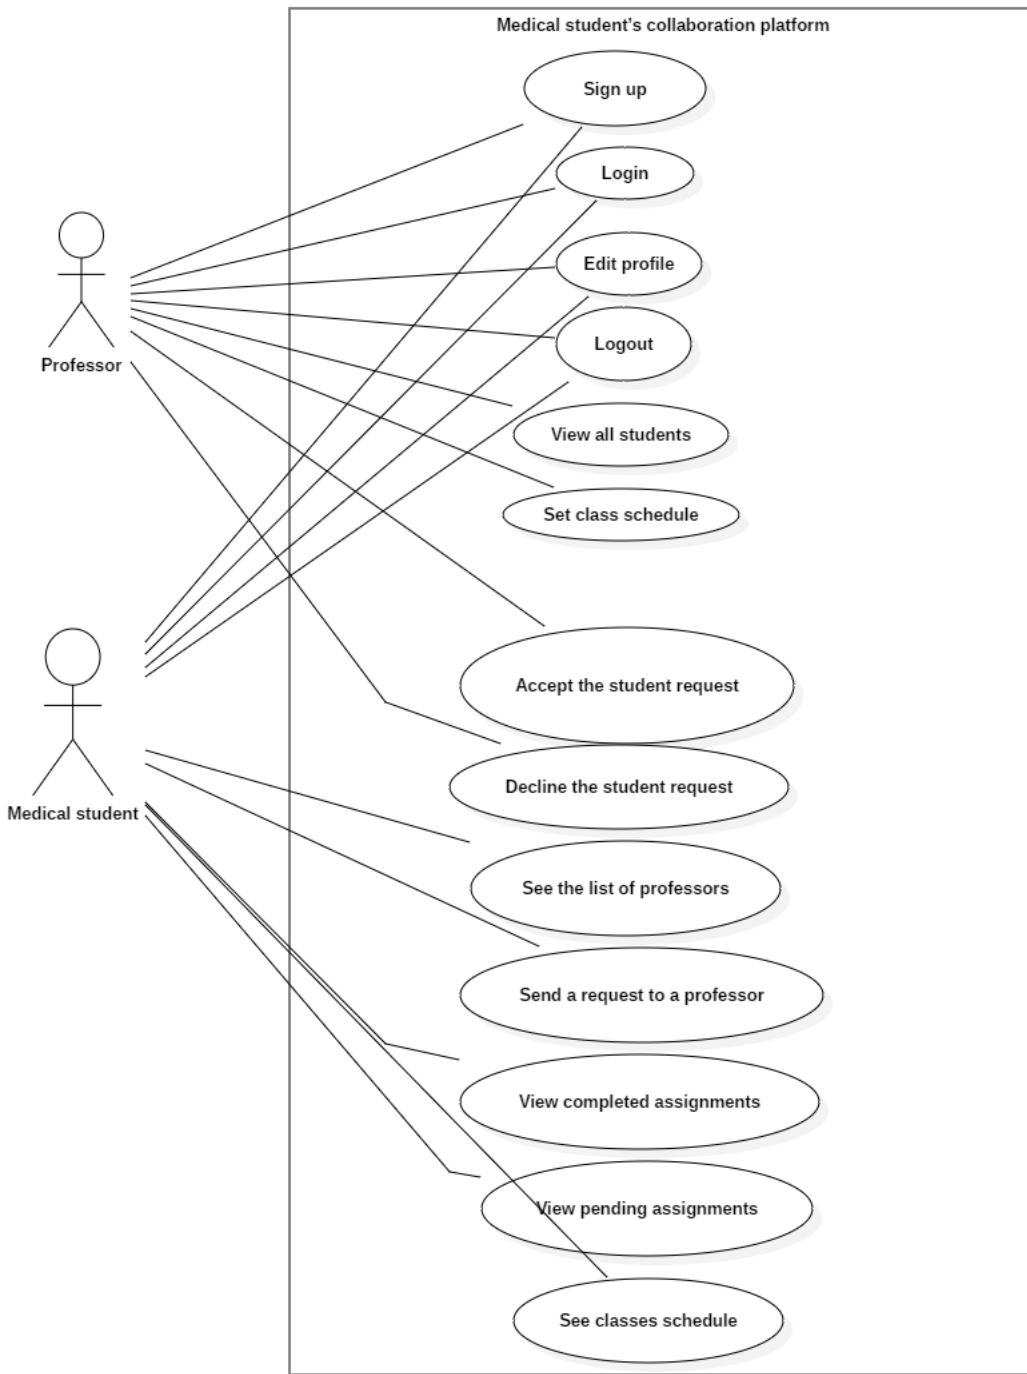 Medical student's collaboration platform
Sign up
Login
Edit profile
Logout
Professor
View all students
Set class schedule
Accept the student request
Decline the student request
Medical student
See the list of professors
Send a request to a professor
View completed assignments
View pending assignments
See classes schedule